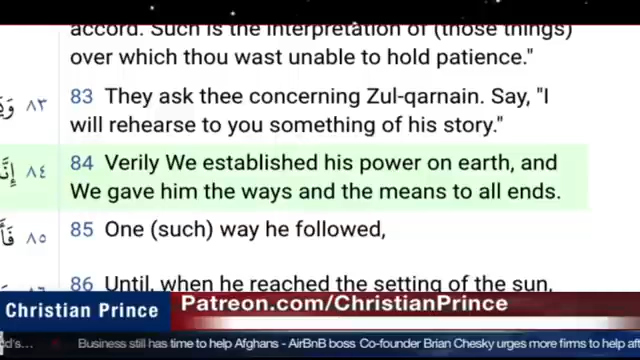 accord. Such is the interpretation of (those things)
over which thou wast unable to hold patience."
٨٣
83 They ask thee concerning Zul-qarnain. Say, "I
will rehearse to you something of his story."
٨٤
84 Verily We established his power on earth, and
We gave him the ways and the means to all ends.
٨٥
85 One (such) way he followed,
86 Until, when he reached the setting of the sun,
Christian Prince
Patreon.com/ChristianPrince
Business still has time to help Afghans - AirBnB boss Co-founder Brian Chesky urges more firms to help